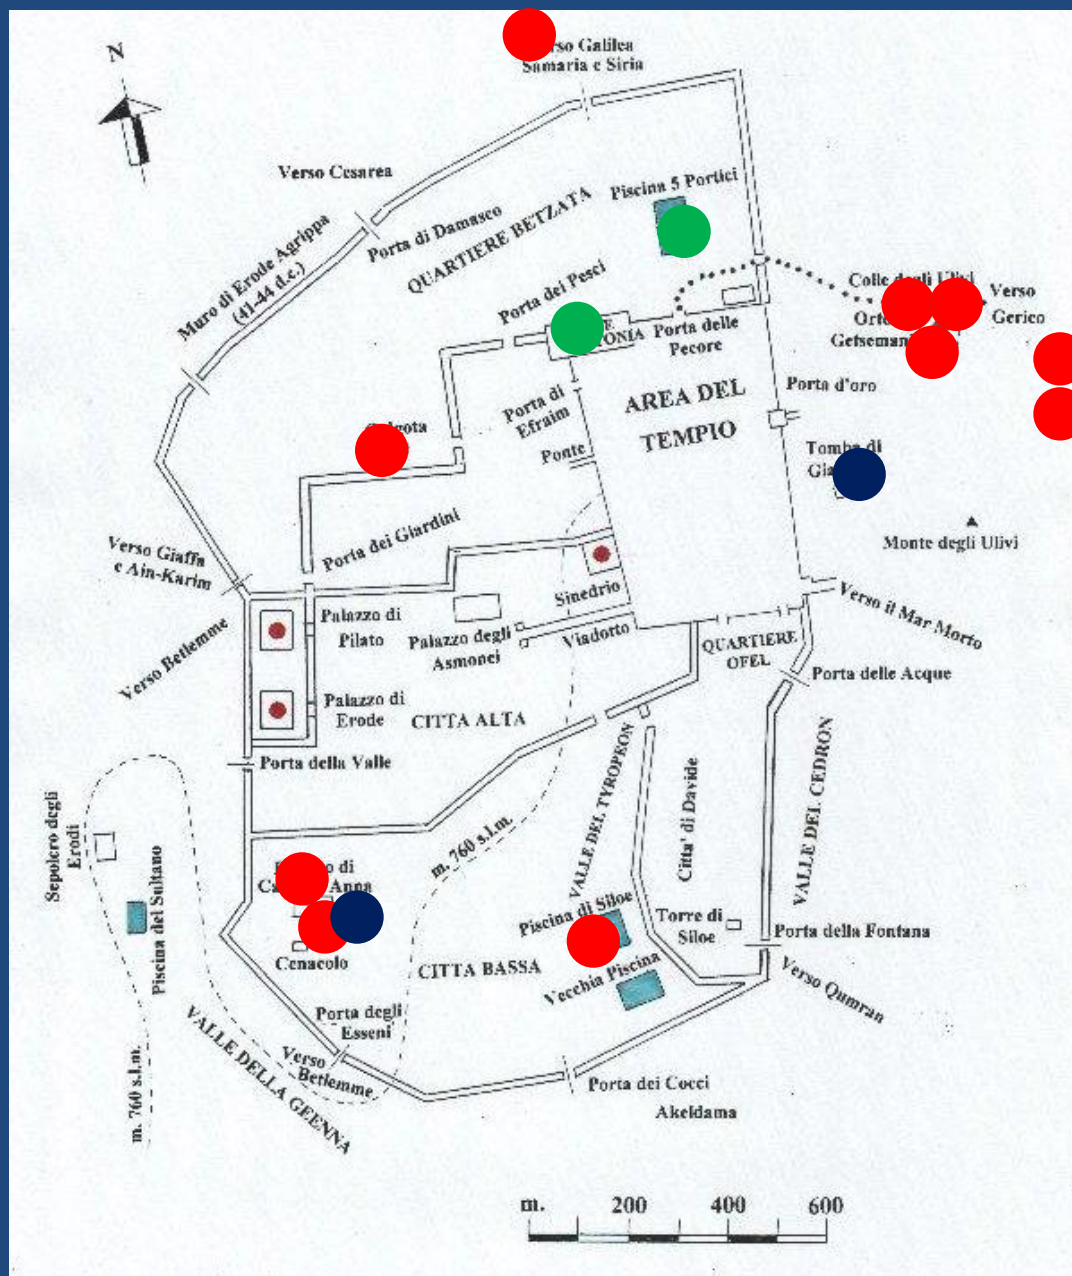 N
Verso Galilea
Samaria e Siria
Verso Cesarea
Piscina 5 Portici
Porta di Damasco
QUARTIERE BETZATA
Muro di Erode Agrippa
(41-44 d.c.)
Porta dei Pesci
Colle degli Ulivi
Verso
Gerico
Porta delle
Pecore
Porta d'oro
AREA DEL
TEMPIO
Porta di
Efraim
Ponte
Tomba di
Porta dei Giardini
Monte degli Ulivi
Verso Giaffa
e Ain-Karim
Sinedrio
Verso il Mar Morto
Palazzo di
Pilato
Palazzo degli
Asmonei
Viadotto
QUARTIERE
OFEL
Verso Betlemme
Porta delle Acque
Palazzo di
Erode
CITTA ALTA
Porta della Valle
VALLE DEL TYROPEON
Citta' di Davide
VALLE DEL CEDRON
Sepolcro degli
Erodi
m. 760 s.l.m.
di
Anna
Piscina del Sultano
Piscina di Siloe
Torre di
Siloe
Porta della Fontana
Cenacolo
CITTA BASSA
Vecchia Piscina
Verso Qumran
Porta degli
Esseni
VALLE DELLA GEENNA
Verso
Betlemme
m. 760 s.l.m.
Porta dei Cocci
Akeldama
m. 200 400 600